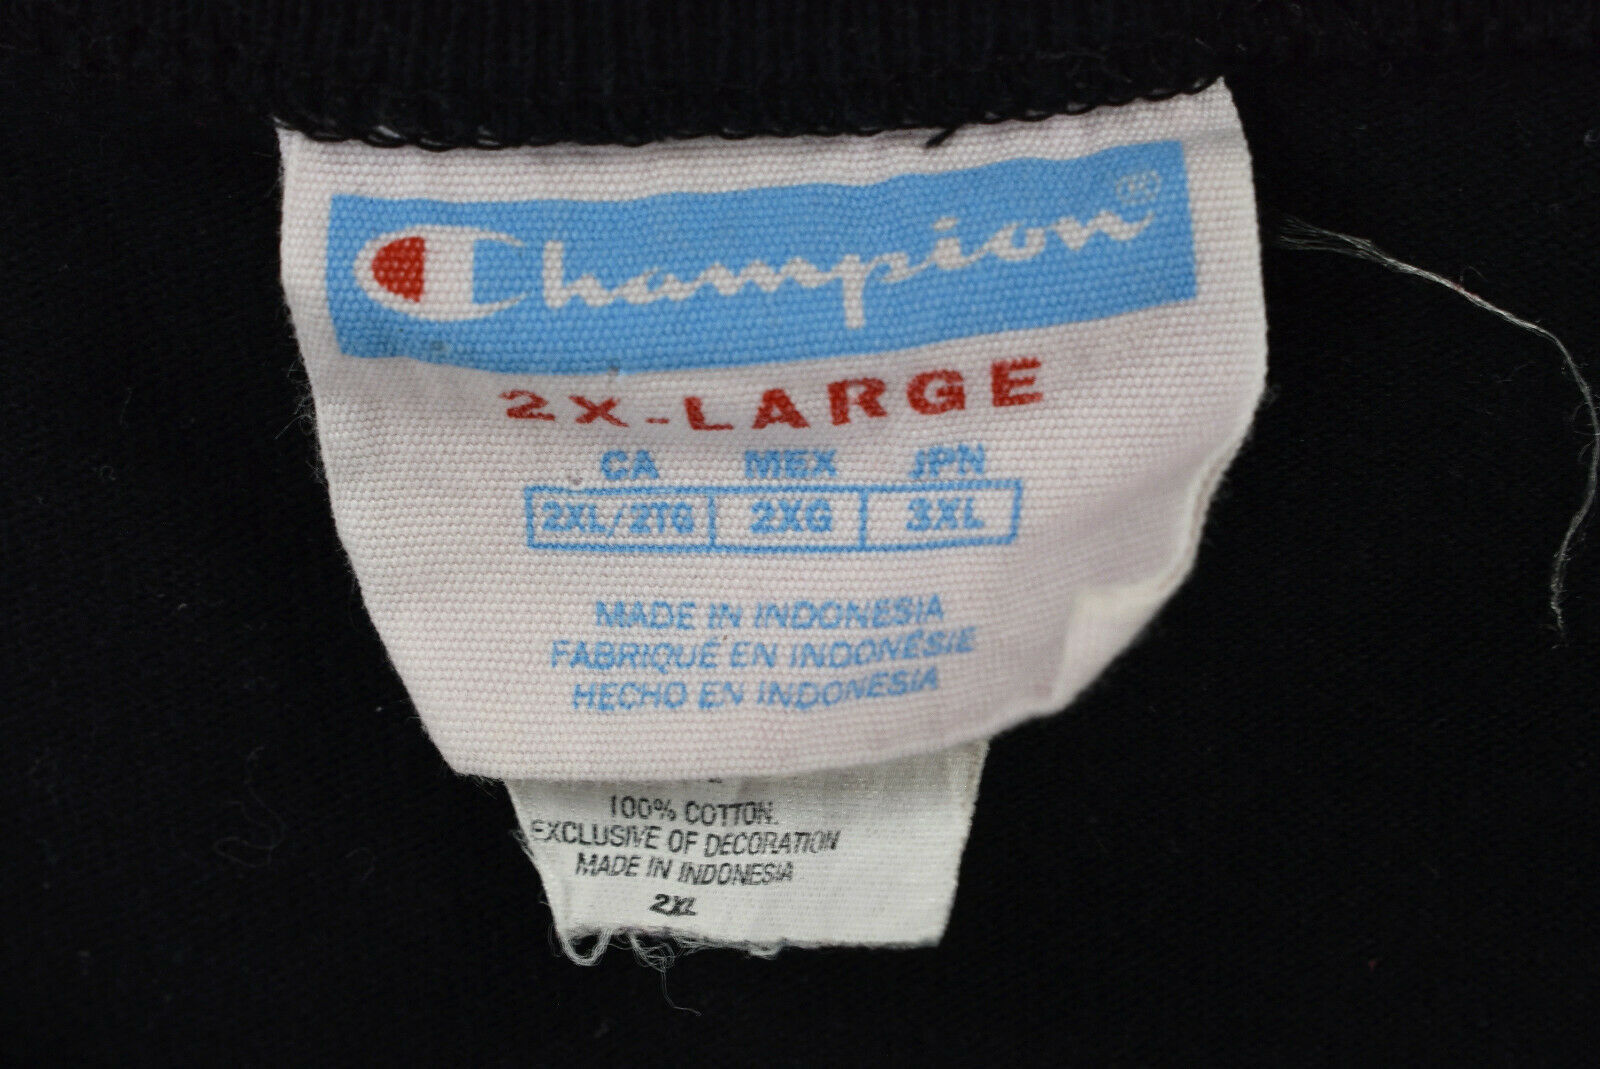 Champion®
2X-LARGE
CA MEX JPN
2XL/2TG 2XG 3XL
MADE IN INDONESIA
FABRIQUÉ EN INDONÉSIE
HECHO EN INDONESIA
100% COTTON.
EXCLUSIVE OF DECORATION
MADE IN INDONESIA
2XL